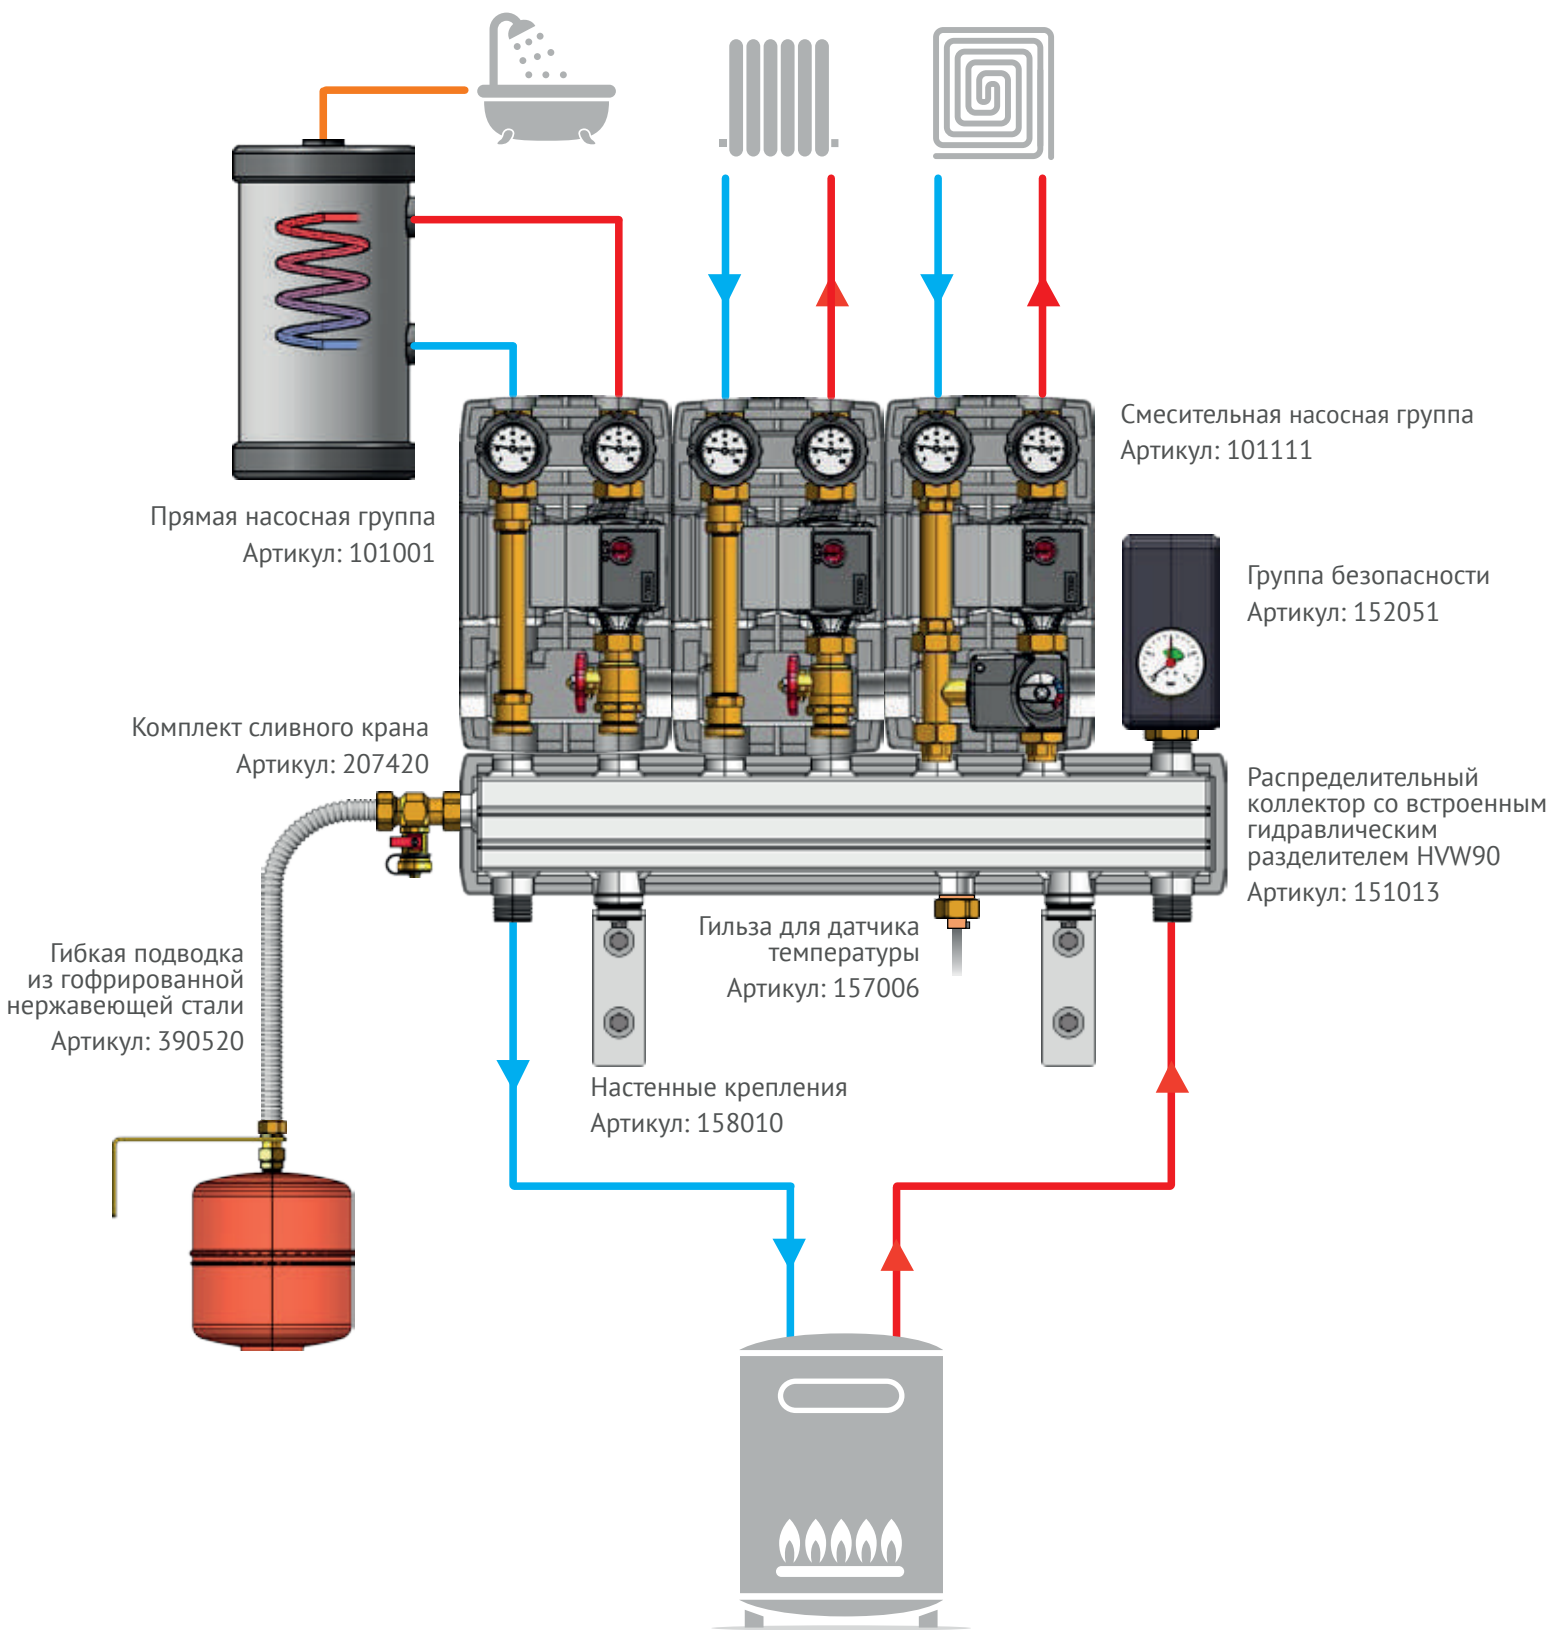 Смесительная насосная группа
Артикул: 101111
Прямая насосная группа
Артикул: 101001
Группа безопасности
Артикул: 152051
Комплект сливного крана
Артикул: 207420
Распределительный
коллектор со встроенным
гидравлическим
разделителем HVW90
Артикул: 151013
Гильза для датчика
температуры
Артикул: 157006
Гибкая подводка
из гофрированной
нержавеющей стали
Артикул: 390520
Настенные крепления
Артикул: 158010